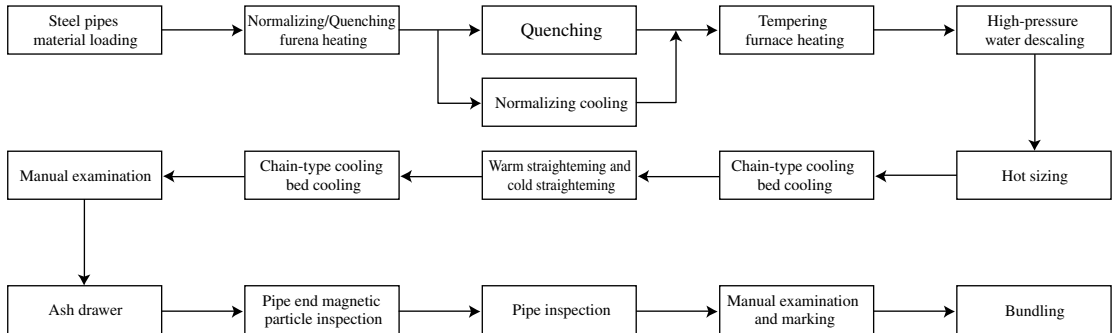 Steel pipes
material loading
Normalizing/Quenching
furena heating
Quenching
Normalizing cooling
Tempering
furnace heating
High-pressure
water descaling
Manual examination
Chain-type cooling
bed cooling
Warm straighteming and
cold straighteming
Chain-type cooling
bed cooling
Hot sizing
Ash drawer
Pipe end magnetic
particle inspection
Pipe inspection
Manual examination
and marking
Bundling